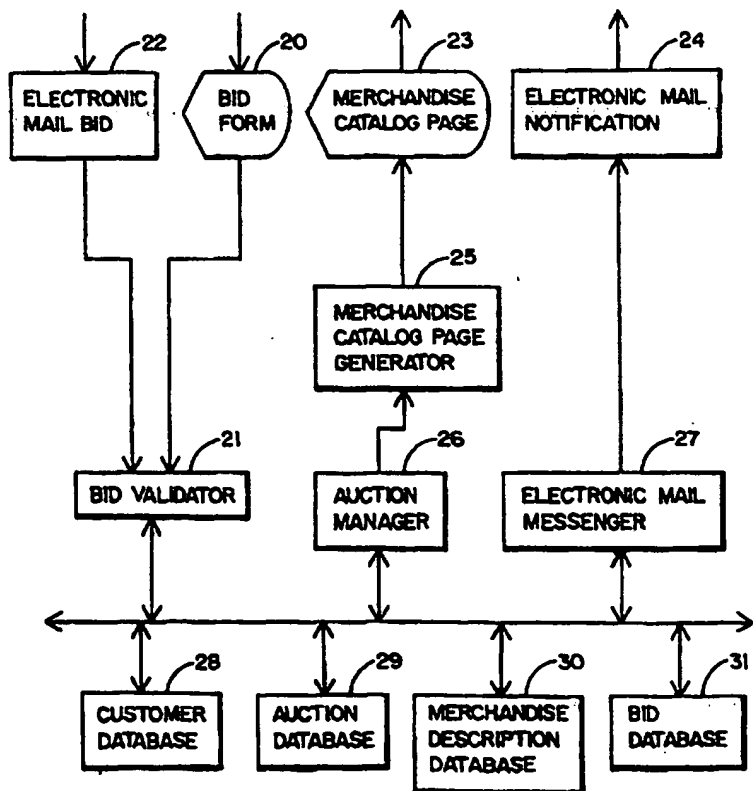 22
20
23
24
ELECTRONIC
MAIL BID
BID
FORM
MERCHANDISE
CATALOG PAGE
ELECTRONIC MAIL
NOTIFICATION
25
MERCHANDISE
CATALOG PAGE
GENERATOR
21
26
27
BID VALIDATOR
AUCTION
MANAGER
ELECTRONIC MAIL
MESSENGER
28
29
30
31
CUSTOMER
DATABASE
AUCTION
DATABASE
MERCHANDISE
DESCRIPTION
DATABASE
BID
DATABASE